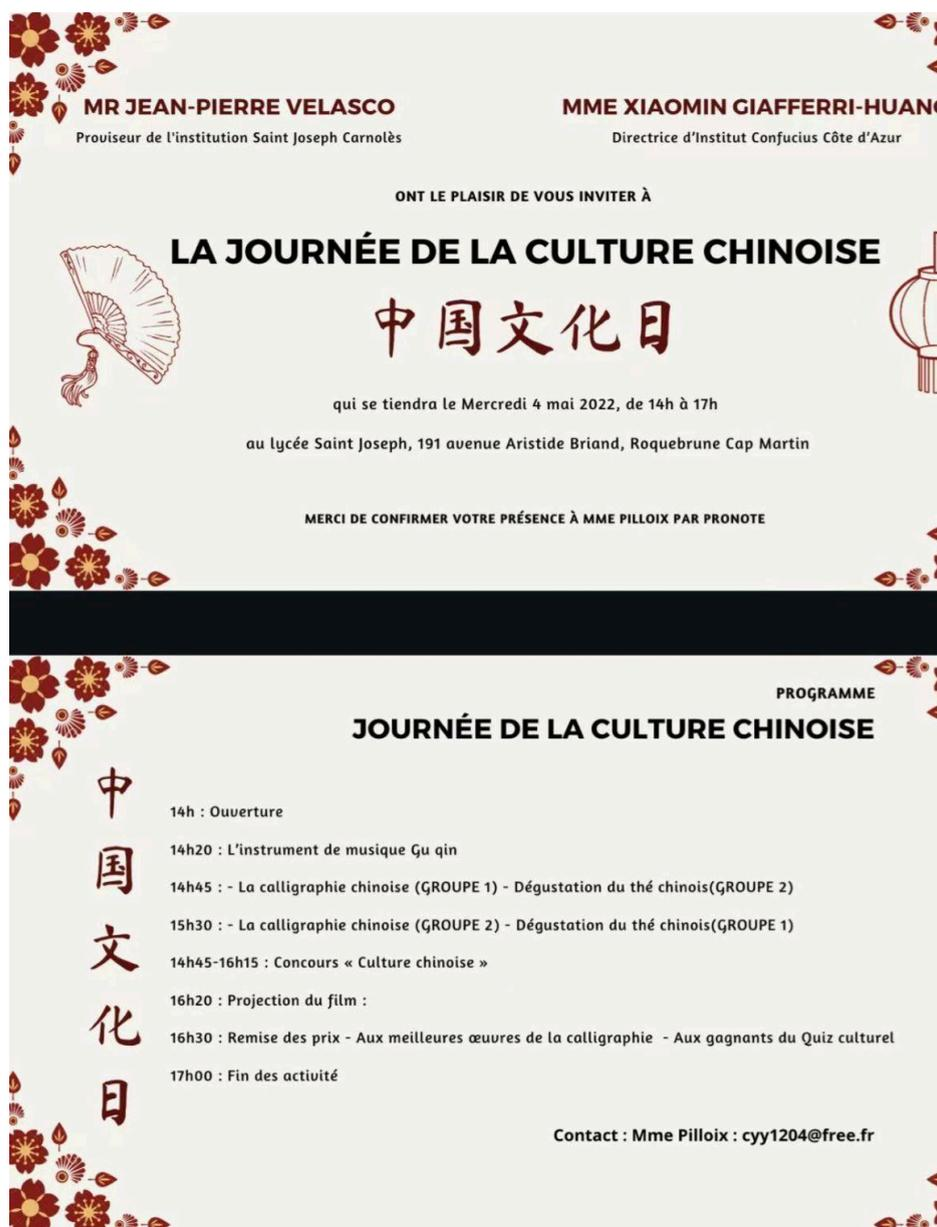 MR JEAN-PIERRE VELASCO
Proviseur de l'institution Saint Joseph Carnolès
MME XIAOMIN GIAFFERRI-HUANG
Directrice d'Institut Confucius Côte d'Azur
ONT LE PLAISIR DE VOUS INVITER À
LA JOURNÉE DE LA CULTURE CHINOISE
中国文化日
qui se tiendra le Mercredi 4 mai 2022, de 14h à 17h
au lycée Saint Joseph, 191 avenue Aristide Briand, Roquebrune Cap Martin
MERCI DE CONFIRMER VOTRE PRÉSENCE À MME PILLOIX PAR PRONOTE
PROGRAMME
JOURNÉE DE LA CULTURE CHINOISE
中国文化日
14h : Ouverture
14h20 : L'instrument de musique Gu qin
14h45 : - La calligraphie chinoise (GROUPE 1) - Dégustation du thé chinois(GROUPE 2)
15h30 : - La calligraphie chinoise (GROUPE 2) - Dégustation du thé chinois(GROUPE 1)
14h45-16h15 : Concours « Culture chinoise »
16h20 : Projection du film :
16h30 : Remise des prix - Aux meilleures œuvres de la calligraphie - Aux gagnants du Quiz culturel
17h00 : Fin des activité
Contact : Mme Pilloix : cyy1204@free.fr